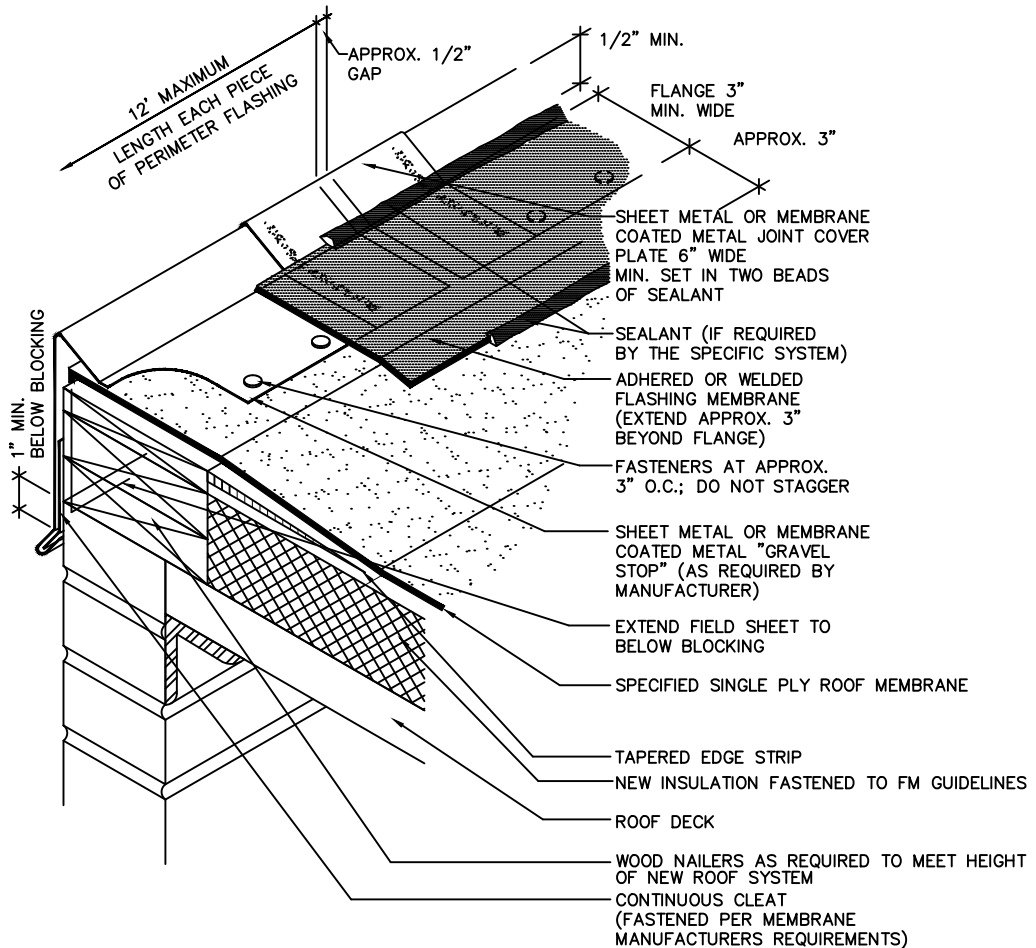 APPROX. 1/2"
GAP
12' MAXIMUM
LENGTH EACH PIECE
OF PERIMETER FLASHING
1/2" MIN.
FLANGE 3"
MIN. WIDE
APPROX. 3"
SHEET METAL OR MEMBRANE
COATED METAL JOINT COVER
PLATE 6" WIDE
MIN. SET IN TWO BEADS
OF SEALANT
SEALANT (IF REQUIRED
BY THE SPECIFIC SYSTEM)
ADHERED OR WELDED
FLASHING MEMBRANE
(EXTEND APPROX. 3"
BEYOND FLANGE)
FASTENERS AT APPROX.
3" O.C.; DO NOT STAGGER
SHEET METAL OR MEMBRANE
COATED METAL "GRAVEL
STOP" (AS REQUIRED BY
MANUFACTURER)
EXTEND FIELD SHEET TO
BELOW BLOCKING
SPECIFIED SINGLE PLY ROOF MEMBRANE
TAPERED EDGE STRIP
NEW INSULATION FASTENED TO FM GUIDELINES
ROOF DECK
WOOD NAILERS AS REQUIRED TO MEET HEIGHT
OF NEW ROOF SYSTEM
CONTINUOUS CLEAT
(FASTENED PER MEMBRANE
MANUFACTURERS REQUIREMENTS)
1" MIN.
BELOW BLOCKING